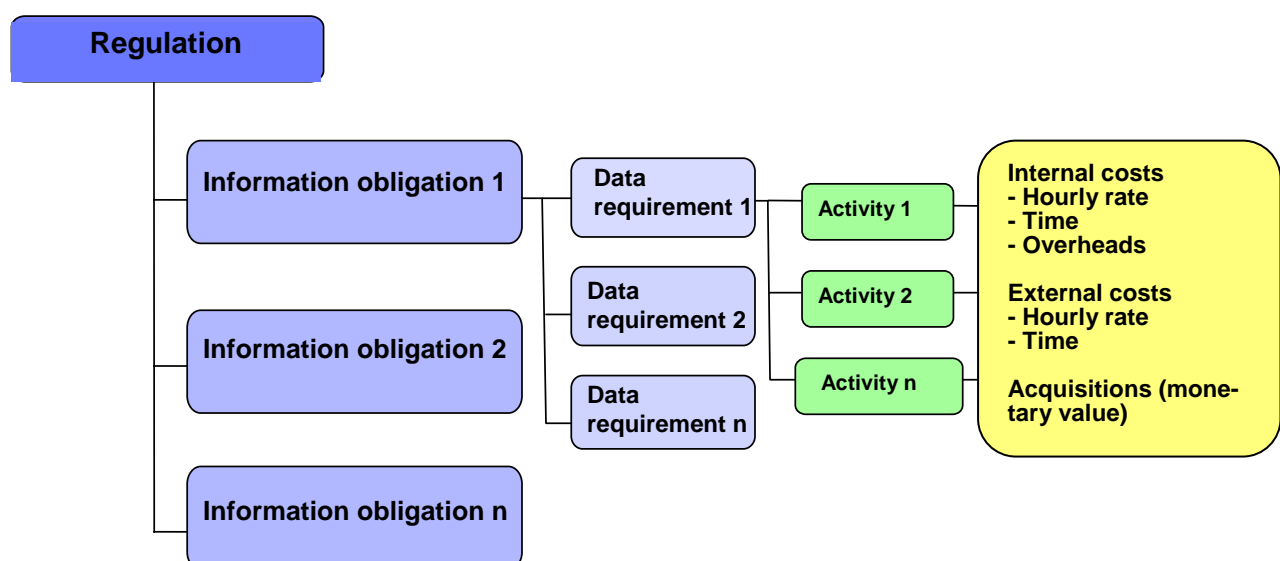 Regulation
Information obligation 1
Data
requirement 1
Activity 1
Internal costs
- Hourly rate
- Time
- Overheads
External costs
- Hourly rate
- Time
Acquisitions (mone-
tary value)
Information obligation 2
Data
requirement 2
Activity 2
Data
requirement n
Activity n
Information obligation n